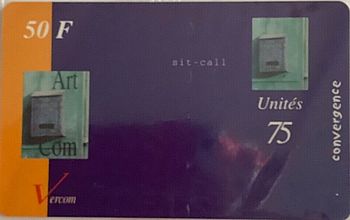 50 F
sit-call
Art
Com
Unités
75
convergence
Vercom